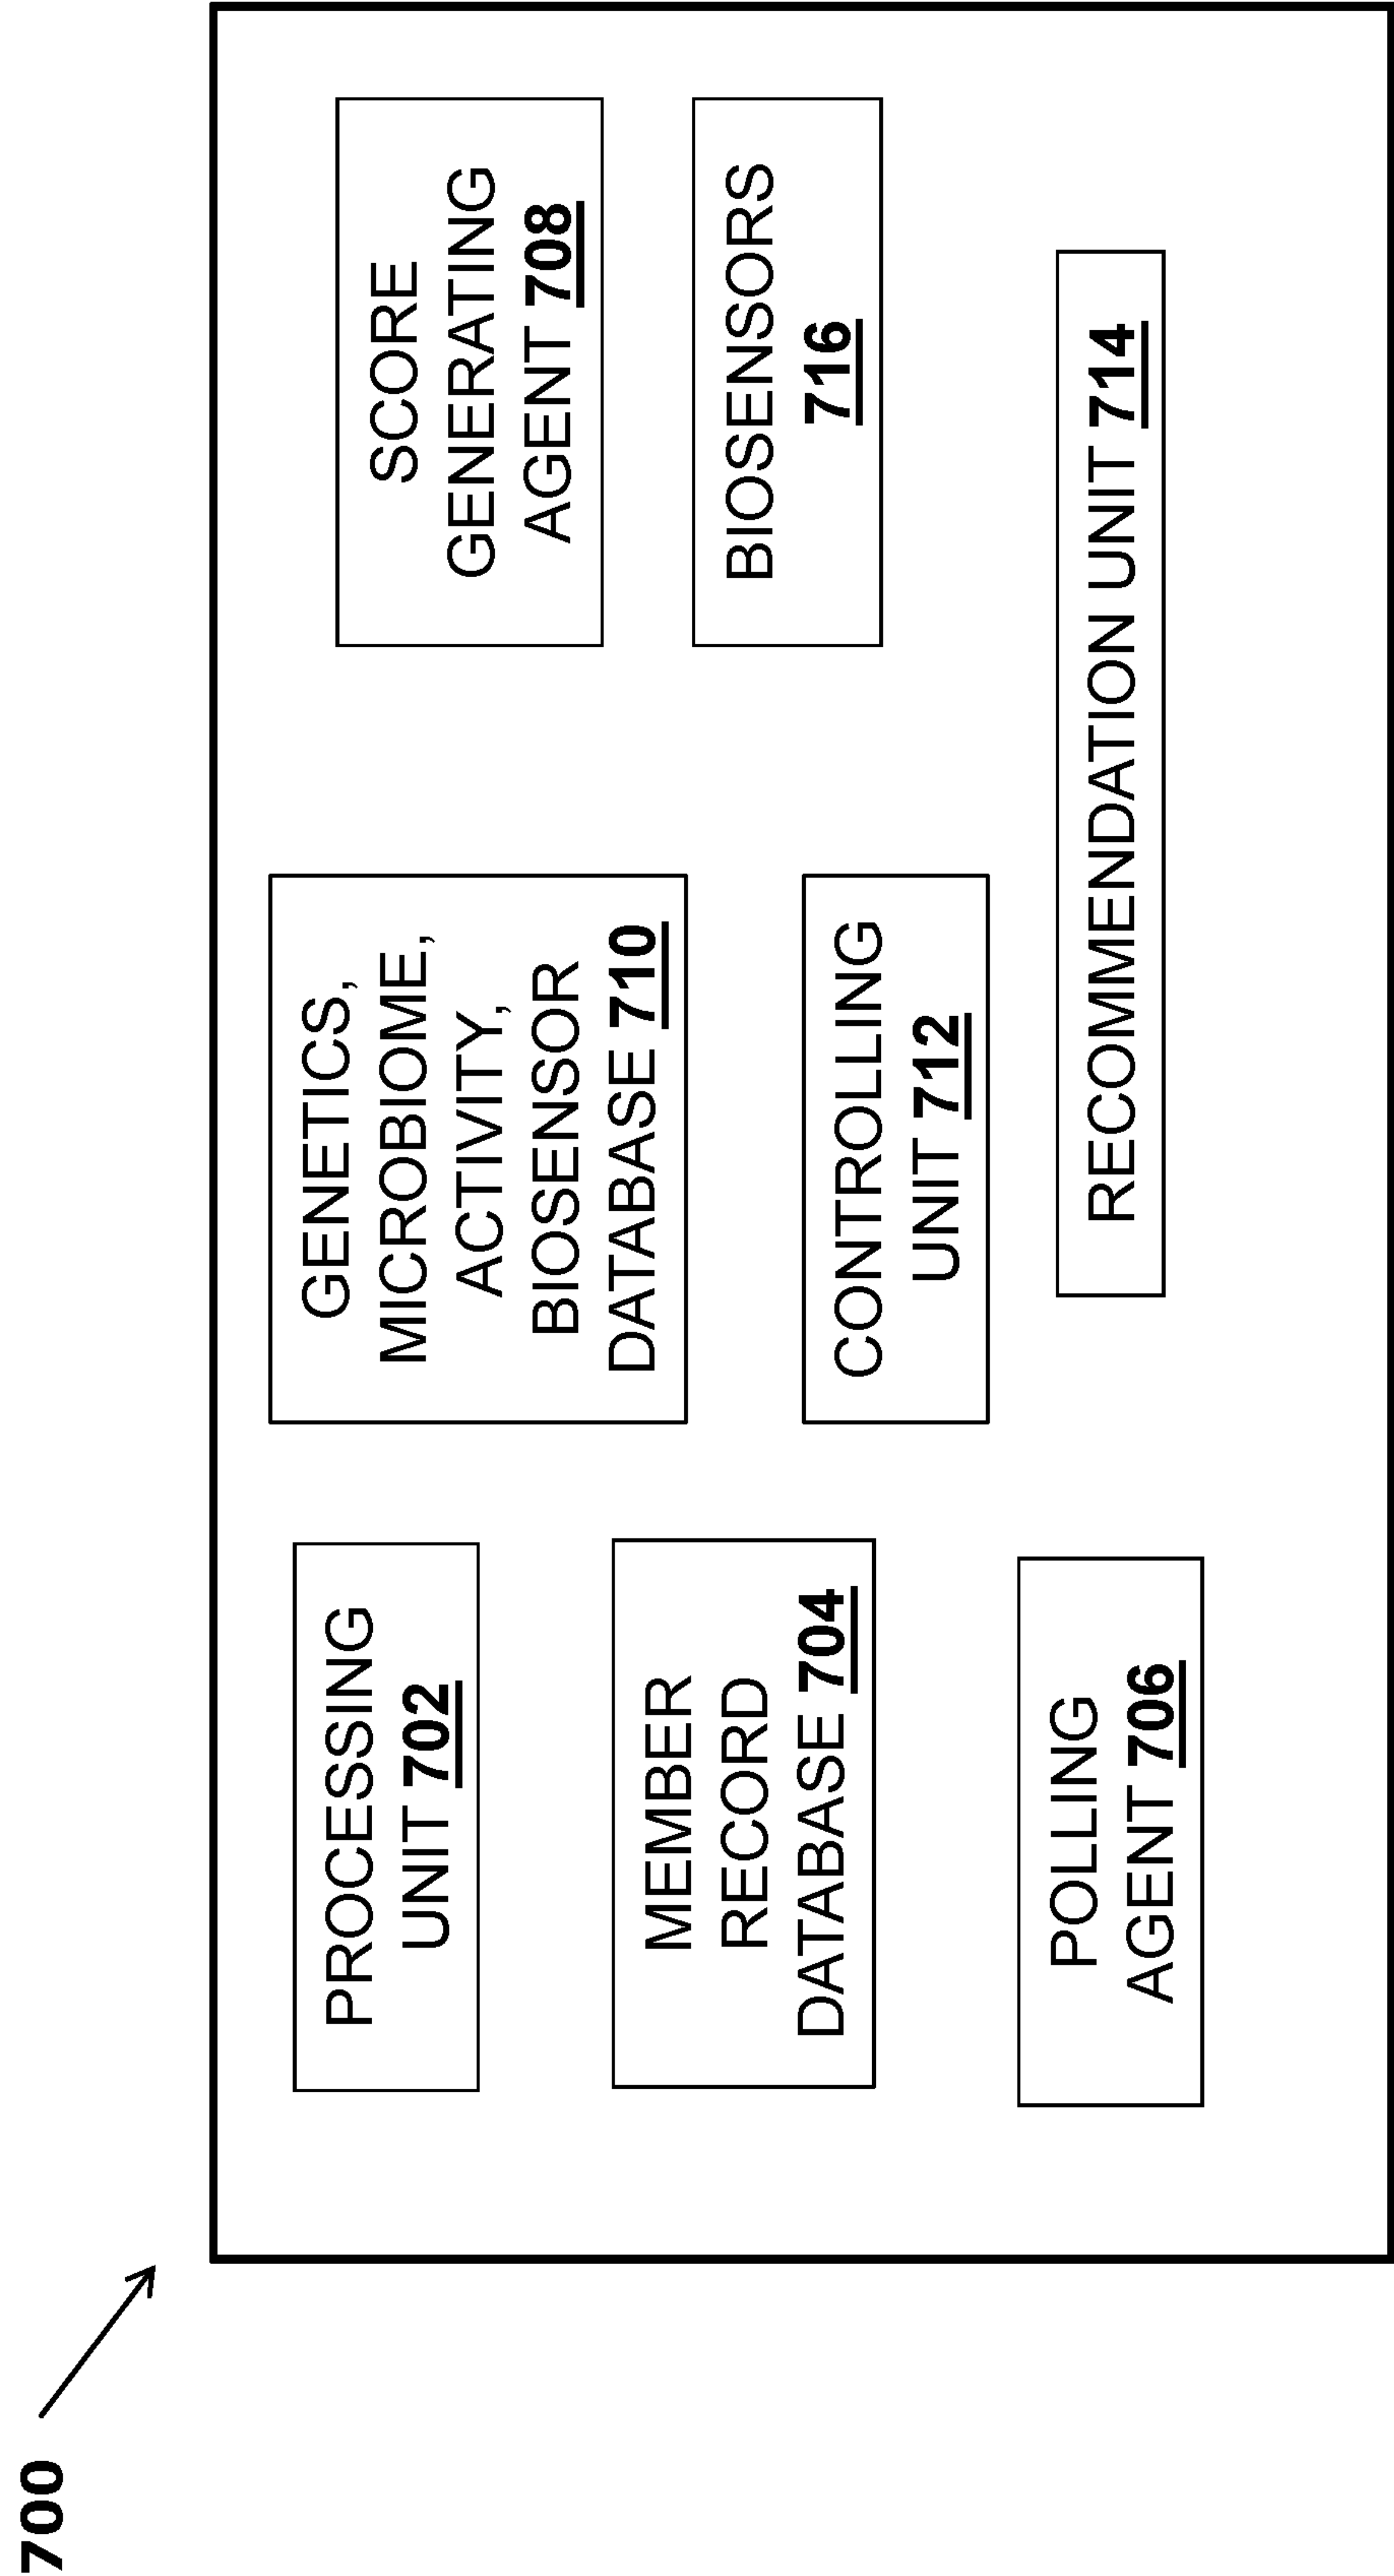 700
PROCESSING
UNIT 702
MEMBER
RECORD
DATABASE 704
POLLING
AGENT 706
GENETICS,
MICROBIOME,
ACTIVITY,
BIOSENSOR
DATABASE 710
CONTROLLING
UNIT 712
SCORE
GENERATING
AGENT 708
BIOSENSORS
716
RECOMMENDATION UNIT 714